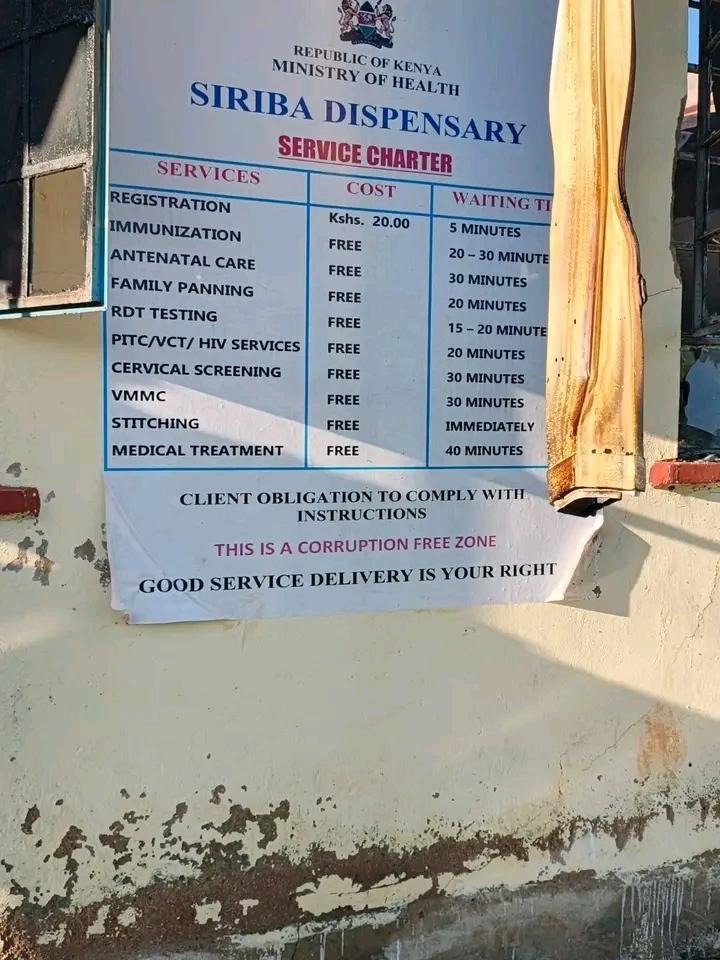 REPUBLIC OF KENYA
MINISTRY OF HEALTH
SIRIBA DISPENSARY
SERVICE CHARTER
SERVICES COST WAITING TI
REGISTRATION Kshs. 20.00 5 MINUTES
IMMUNIZATION FREE 20 – 30 MINUTE
ANTENATAL CARE FREE 30 MINUTES
FAMILY PANNING FREE 20 MINUTES
RDT TESTING FREE 15 – 20 MINUTE
PITC/VCT/ HIV SERVICES FREE 20 MINUTES
CERVICAL SCREENING FREE 30 MINUTES
VMMC FREE 30 MINUTES
STITCHING FREE IMMEDIATELY
MEDICAL TREATMENT FREE 40 MINUTES
CLIENT OBLIGATION TO COMPLY WITH
INSTRUCTIONS
THIS IS A CORRUPTION FREE ZONE
GOOD SERVICE DELIVERY IS YOUR RIGHT